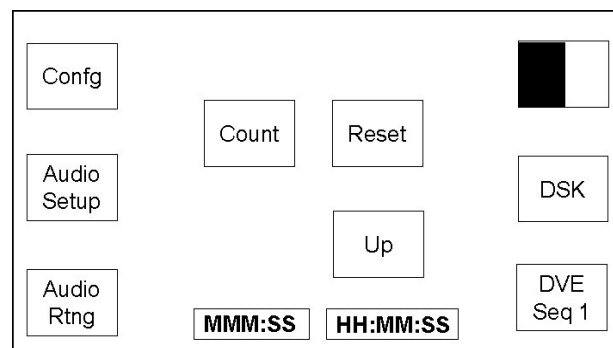 Confg
Count
Reset
Audio
Setup
DSK
Up
Audio
Rtng
DVE
Seq 1
MMM:SS
HH:MM:SS